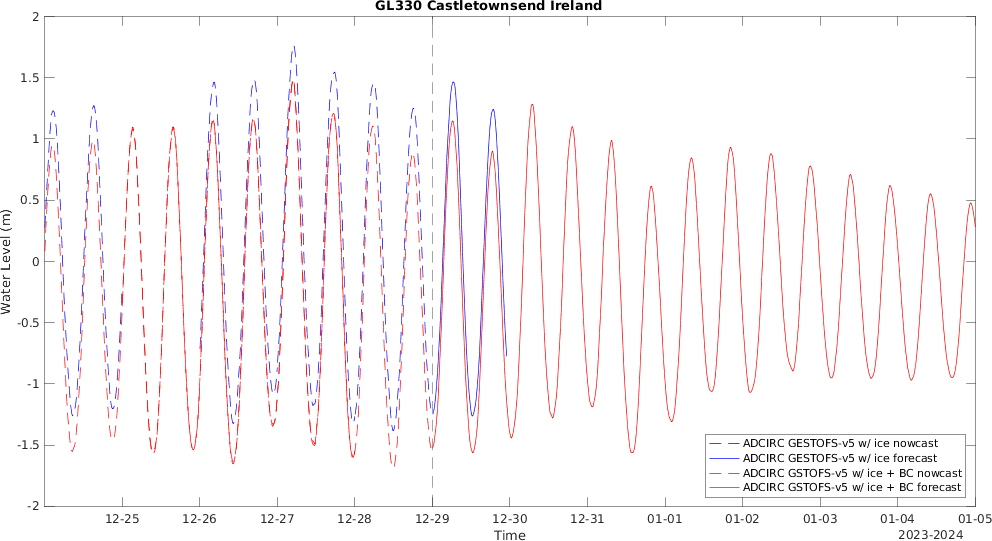 GL330 Castletownsend Ireland
2
1.5
1
0.5
0
-0.5
-1
-1.5
-2
Water Level (m)
12-25 12-26 12-27 12-28 12-29 12-30 12-31 01-01 01-02 01-03 01-04 01-05
Time
2023-2024
ADCIRC GESTOFS-v5 w/ ice nowcast
ADCIRC GESTOFS-v5 w/ ice forecast
ADCIRC GSTOFS-v5 w/ ice + BC nowcast
ADCIRC GSTOFS-v5 w/ ice + BC forecast